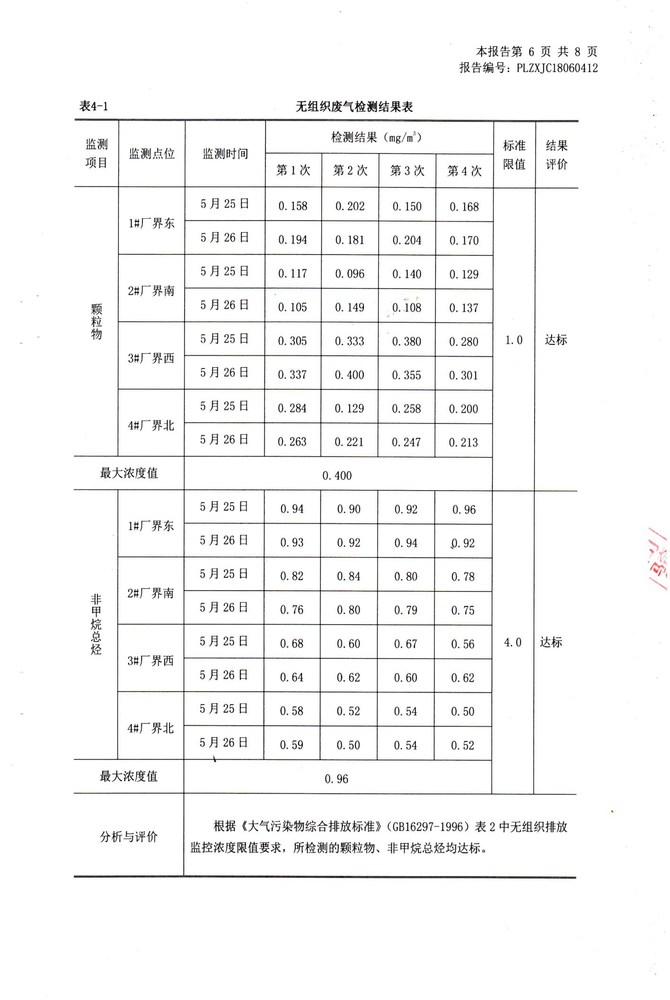 本报告第 6 页 共 8 页
报告编号：PLZXJC18060412
表4-1 无组织废气检测结果表
监测项目 监测点位 监测时间 检测结果（mg/m³） 标准限值 结果评价
第 1 次 第 2 次 第 3 次 第 4 次
颗粒物 1#厂界东 5 月 25 日 0.158 0.202 0.150 0.168 1.0 达标
5 月 26 日 0.194 0.181 0.204 0.170
2#厂界南 5 月 25 日 0.117 0.096 0.140 0.129
5 月 26 日 0.105 0.149 0.108 0.137
3#厂界西 5 月 25 日 0.305 0.333 0.380 0.280
5 月 26 日 0.337 0.400 0.355 0.301
4#厂界北 5 月 25 日 0.284 0.129 0.258 0.200
5 月 26 日 0.263 0.221 0.247 0.213
最大浓度值 0.400
非甲烷总烃 1#厂界东 5 月 25 日 0.94 0.90 0.92 0.96 4.0 达标
5 月 26 日 0.93 0.92 0.94 0.92
2#厂界南 5 月 25 日 0.82 0.84 0.80 0.78
5 月 26 日 0.76 0.80 0.79 0.75
3#厂界西 5 月 25 日 0.68 0.60 0.67 0.56
5 月 26 日 0.64 0.62 0.60 0.62
4#厂界北 5 月 25 日 0.58 0.52 0.54 0.50
5 月 26 日 0.59 0.50 0.54 0.52
最大浓度值 0.96
分析与评价 根据《大气污染物综合排放标准》（GB16297-1996）表 2 中无组织排放
监控浓度限值要求，所检测的颗粒物、非甲烷总烃均达标。